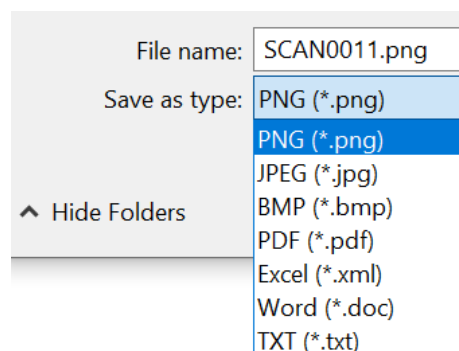 File name: SCAN0011.png
Save as type: PNG (*.png)
PNG (*.png)
JPEG (*.jpg)
BMP (*.bmp)
Hide Folders
PDF (*.pdf)
Excel (*.xml)
Word (*.doc)
TXT (*.txt)